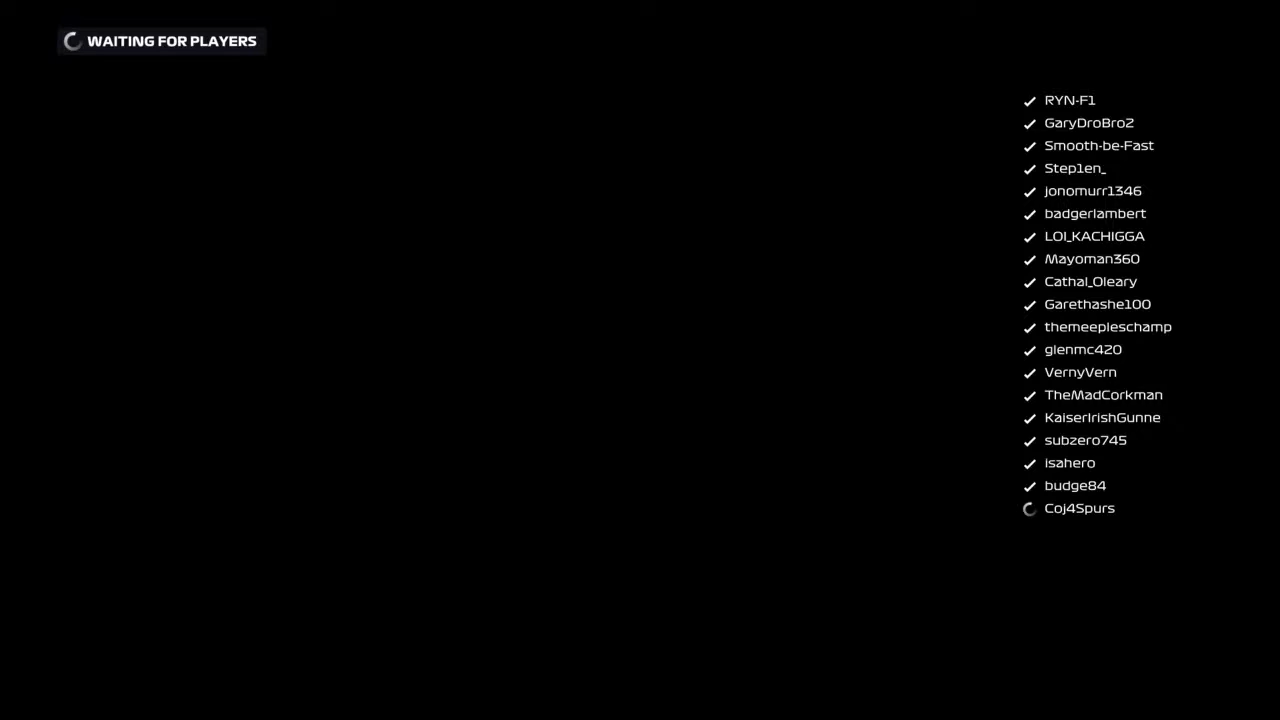 WAITING FOR PLAYERS
RYN-F1
GaryDroBro2
Smooth-be-Fast
Step1en_
jonomurr1346
badgerlambert
LOI_KACHIGGA
Mayoman360
Cathal_Oleary
Garethashe100
themeepleschamp
glenmc420
VernyVern
TheMadCorkman
KaiserIrishGunne
subzero745
isahero
budge84
Coj4Spurs